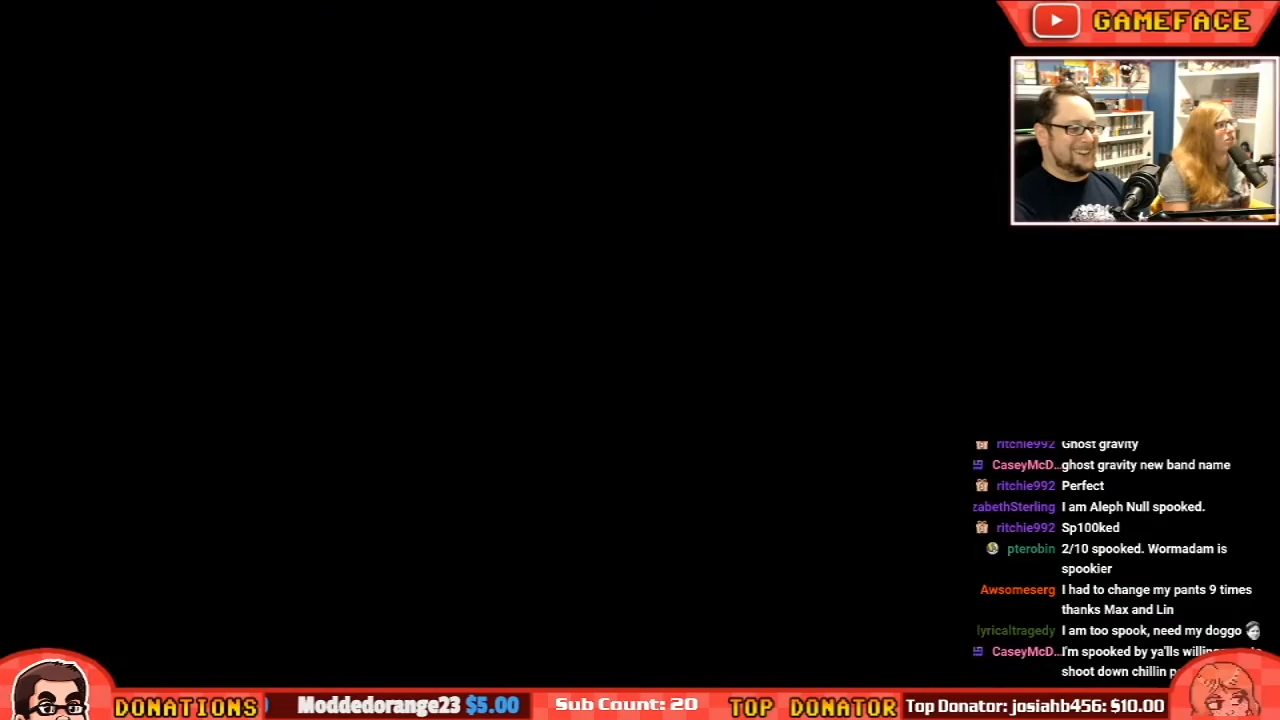 GAMEFACE
ritchie992 Ghost gravity
CaseyMcD... ghost gravity new band name
ritchie992 Perfect
zabethSterling I am Aleph Null spooked.
ritchie992 Sp100ked
pterobin 2/10 spooked. Wormadam is
spookier
Awsomeserg I had to change my pants 9 times
thanks Max and Lin
lyricaltragedy I am too spook, need my doggo
CaseyMcD... I'm spooked by ya'lls
shoot down chillin
DONATIONS Moddedorange23 $5.00 Sub Count: 20 TOP DONATOR Top Donator: josiahb456: $10.00